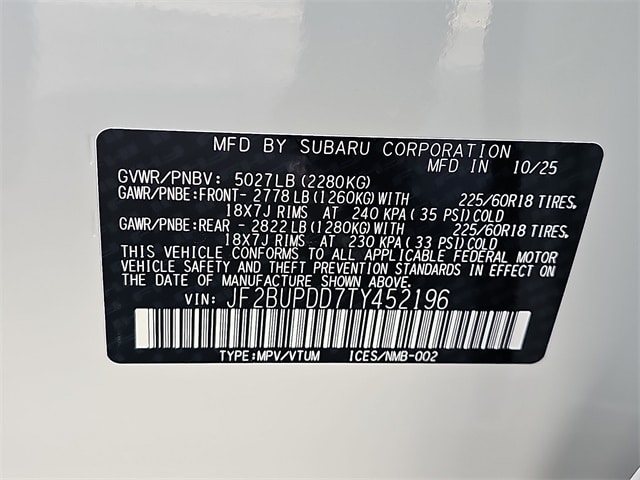 MFD BY SUBARU CORPORATION
MFD IN 10/25
GVWR/PNBV: 5027LB(2280KG)
GAWR/PNBE:FRONT- 2778 LB(1260KG)WITH 225/60R18 TIRES,
18X7J RIMS AT 240 KPA(35 PSI)COLD
GAWR/PNBE:REAR - 2822 LB(1280KG)WITH 225/60R18 TIRES,
18X7J RIMS AT 230 KPA(33 PSI)COLD
THIS VEHICLE CONFORMS TO ALL APPLICABLE FEDERAL MOTOR
VEHICLE SAFETY AND THEFT PREVENTION STANDARDS IN EFFECT ON
THE DATE OF MANUFACTURE SHOWN ABOVE.
VIN: JF2BUPDD7TY452196
TYPE:MPV/VTUM ICES/NMB-002